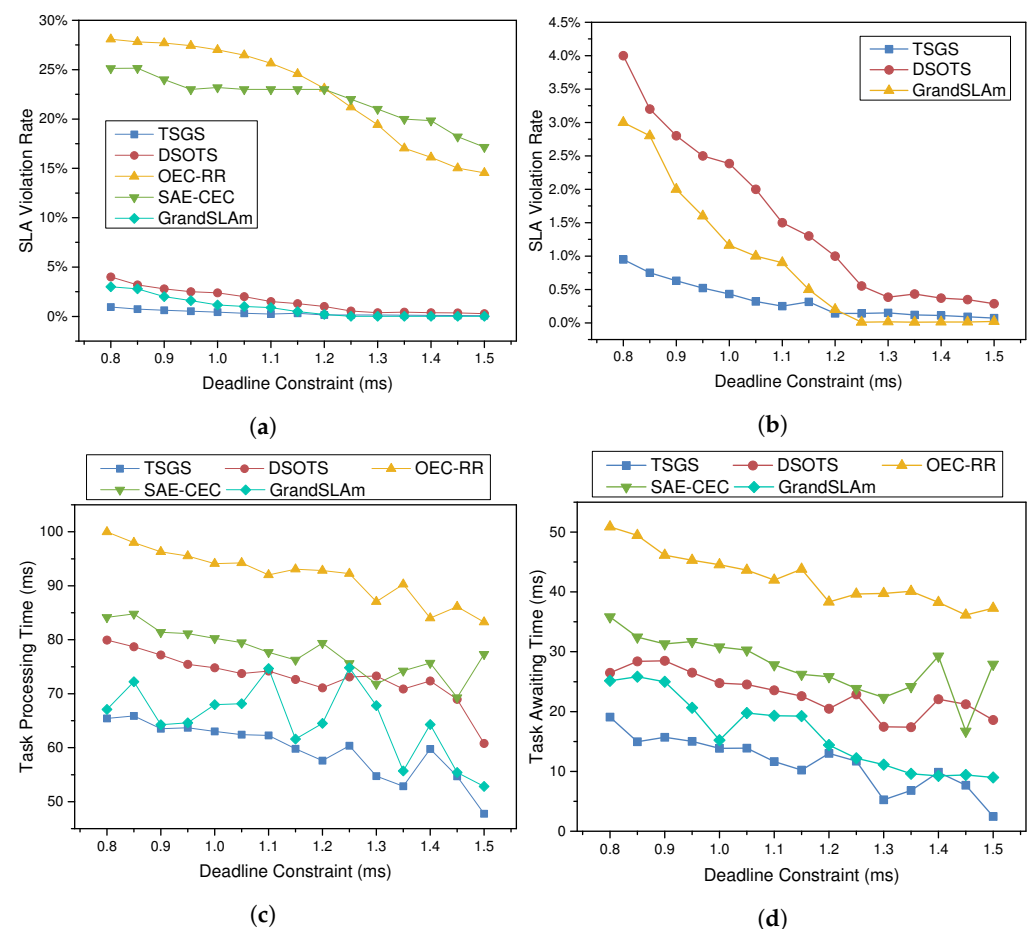 30%
25%
20%
15%
10%
5%
0%
SLA Violation Rate
TSGS
DSOTS
OEC-RR
SAE-CEC
GrandSLAm
0.8 0.9 1.0 1.1 1.2 1.3 1.4 1.5
Deadline Constraint (ms)
(a)
4.5%
4.0%
3.5%
3.0%
2.5%
2.0%
1.5%
1.0%
0.5%
0.0%
SLA Violation Rate
TSGS
DSOTS
GrandSLAm
0.8 0.9 1.0 1.1 1.2 1.3 1.4 1.5
Deadline Constraint (ms)
(b)
TSGS DSOTS OEC-RR
SAE-CEC GrandSLAm
100
90
80
70
60
50
Task Processing Time (ms)
0.8 0.9 1.0 1.1 1.2 1.3 1.4 1.5
Deadline Constraint (ms)
(c)
TSGS DSOTS OEC-RR
SAE-CEC GrandSLAm
50
40
30
20
10
0
Task Awating Time (ms)
0.8 0.9 1.0 1.1 1.2 1.3 1.4 1.5
Deadline Constraint (ms)
(d)